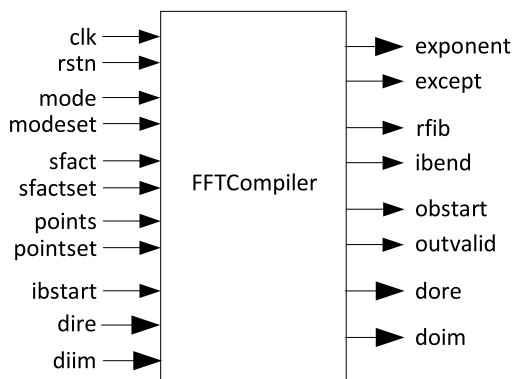 clk
rstn
mode
modeset
sfact
sfactset
points
pointset
ibstart
dire
diim
FFTCompiler
exponent
except
rfib
ibend
obstart
outvalid
dore
doim